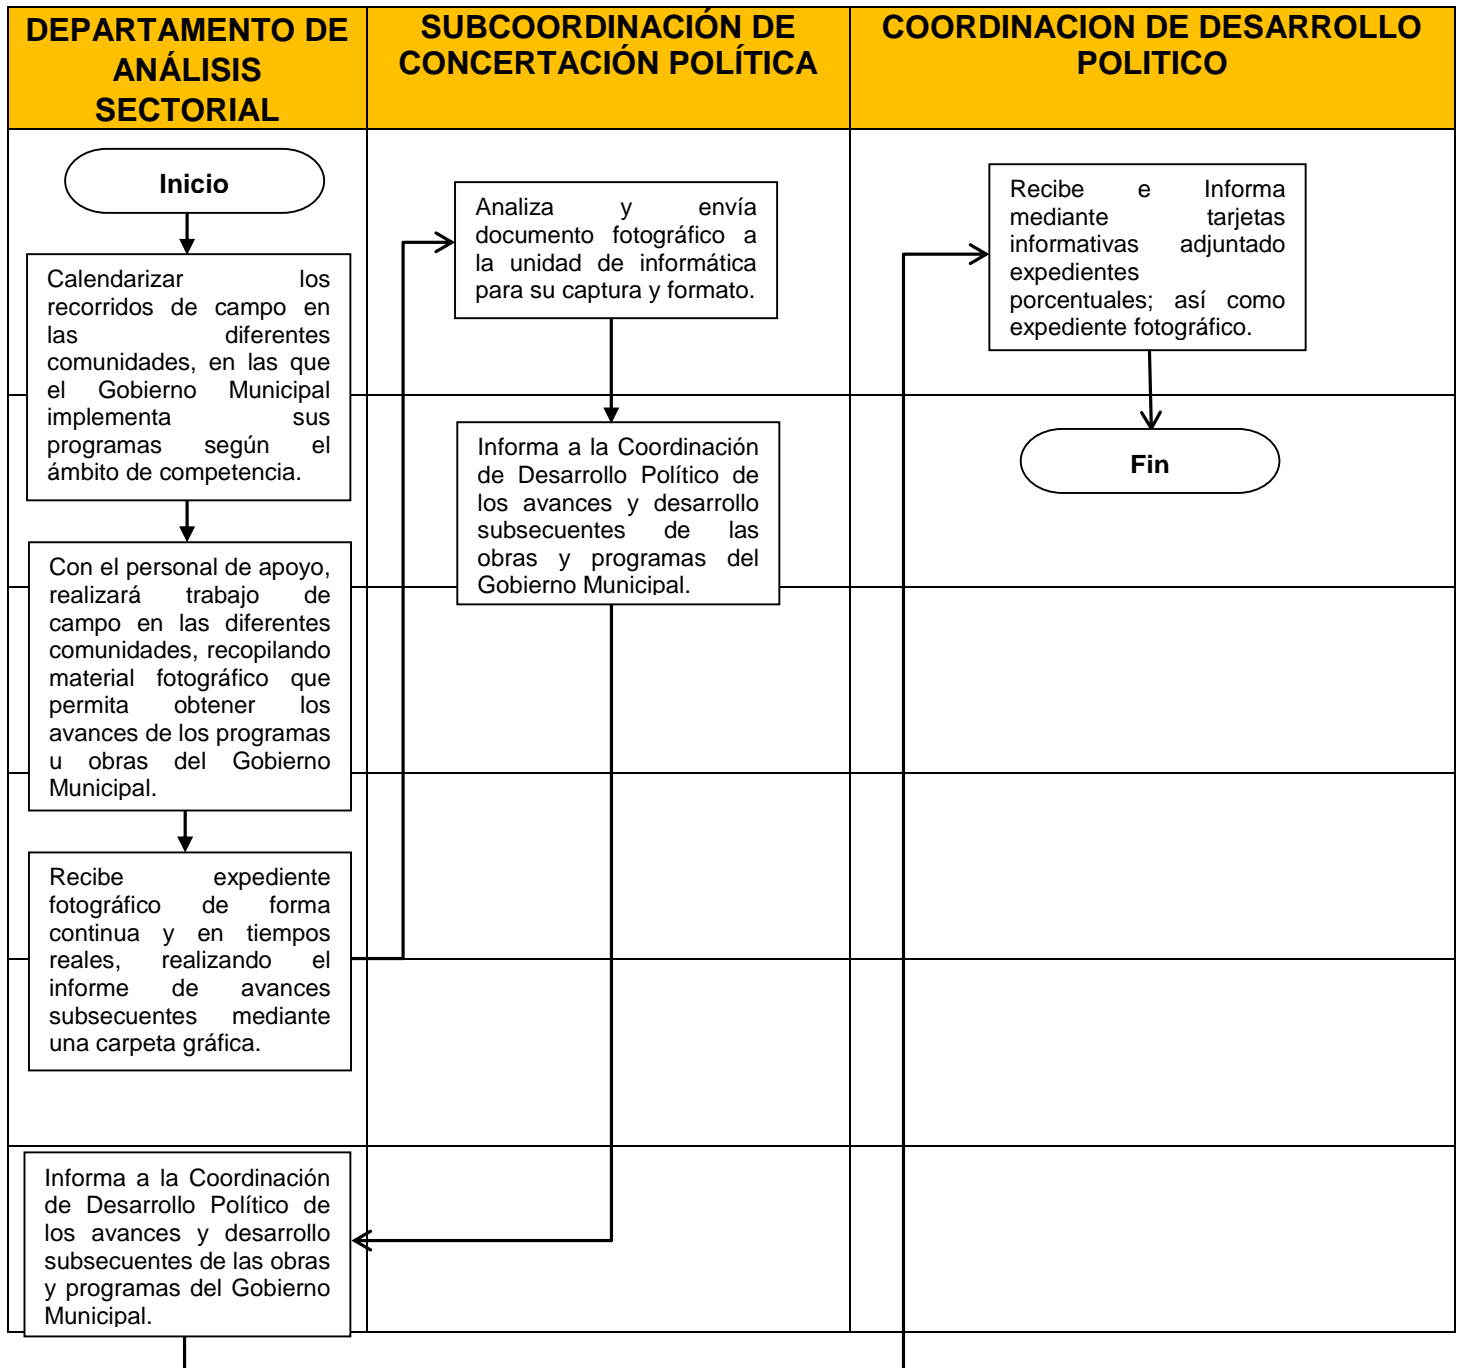 DEPARTAMENTO DE
ANÁLISIS
SECTORIAL
SUBCOORDINACIÓN DE
CONCERTACIÓN POLÍTICA
COORDINACION DE DESARROLLO
POLITICO
Inicio
Calendarizar los
recorridos de campo en
las diferentes
comunidades, en las que
el Gobierno Municipal
implementa sus
programas según el
ámbito de competencia.
Con el personal de apoyo,
realizará trabajo de
campo en las diferentes
comunidades, recopilando
material fotográfico que
permita obtener los
avances de los programas
u obras del Gobierno
Municipal.
Recibe expediente
fotográfico de forma
continua y en tiempos
reales, realizando el
informe de avances
subsecuentes mediante
una carpeta gráfica.
Analiza y envía
documento fotográfico a
la unidad de informática
para su captura y formato.
Informa a la Coordinación
de Desarrollo Político de
los avances y desarrollo
subsecuentes de las
obras y programas del
Gobierno Municipal.
Informa a la Coordinación
de Desarrollo Político de
los avances y desarrollo
subsecuentes de las obras
y programas del Gobierno
Municipal.
Recibe e Informa
mediante tarjetas
informativas adjuntado
expedientes
porcentuales; así como
expediente fotográfico.
Fin